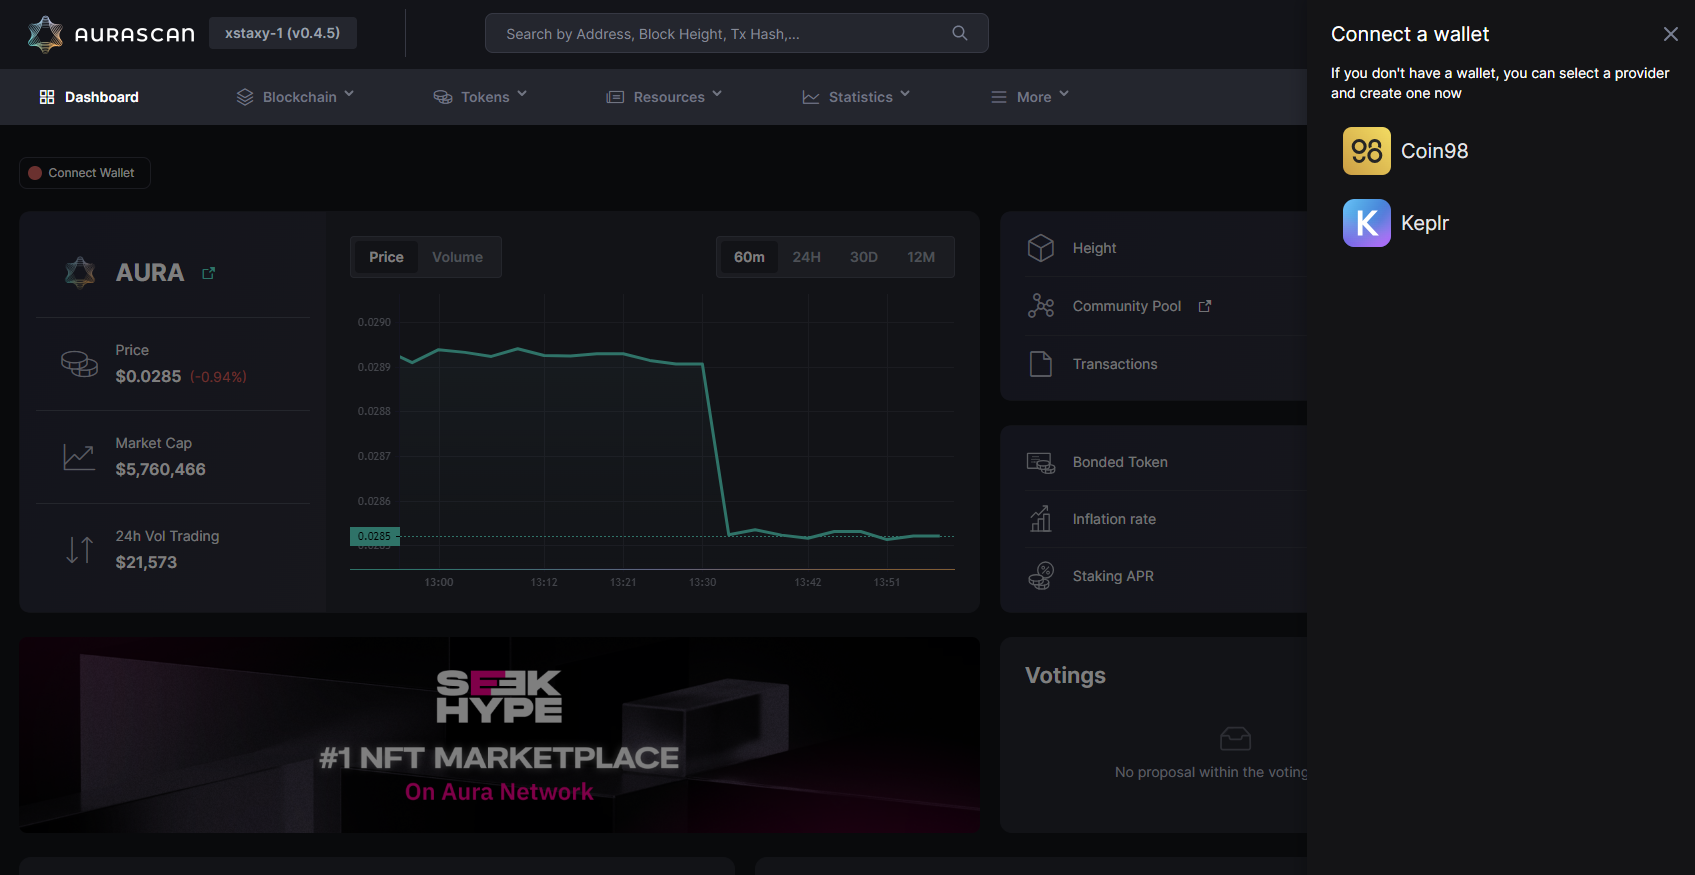 AURASCAN
xstaxy-1 (v0.4.5)
Search by Address, Block Height, Tx Hash,...
Dashboard
Blockchain
Tokens
Resources
Statistics
More
Connect Wallet
AURA
Price
$0.0285 (-0.94%)
Market Cap
$5,760,466
24h Vol Trading
$21,573
Price Volume
60m 24H 30D 12M
0.0290
0.0289
0.0288
0.0287
0.0286
0.0285
13:00 13:12 13:21 13:30 13:42 13:51
Height
Community Pool
Transactions
Bonded Token
Inflation rate
Staking APR
SEEK
HYPE
#1 NFT MARKETPLACE
On Aura Network
Votings
No proposal within the voting
Connect a wallet
If you don't have a wallet, you can select a provider
and create one now
Coin98
K Keplr